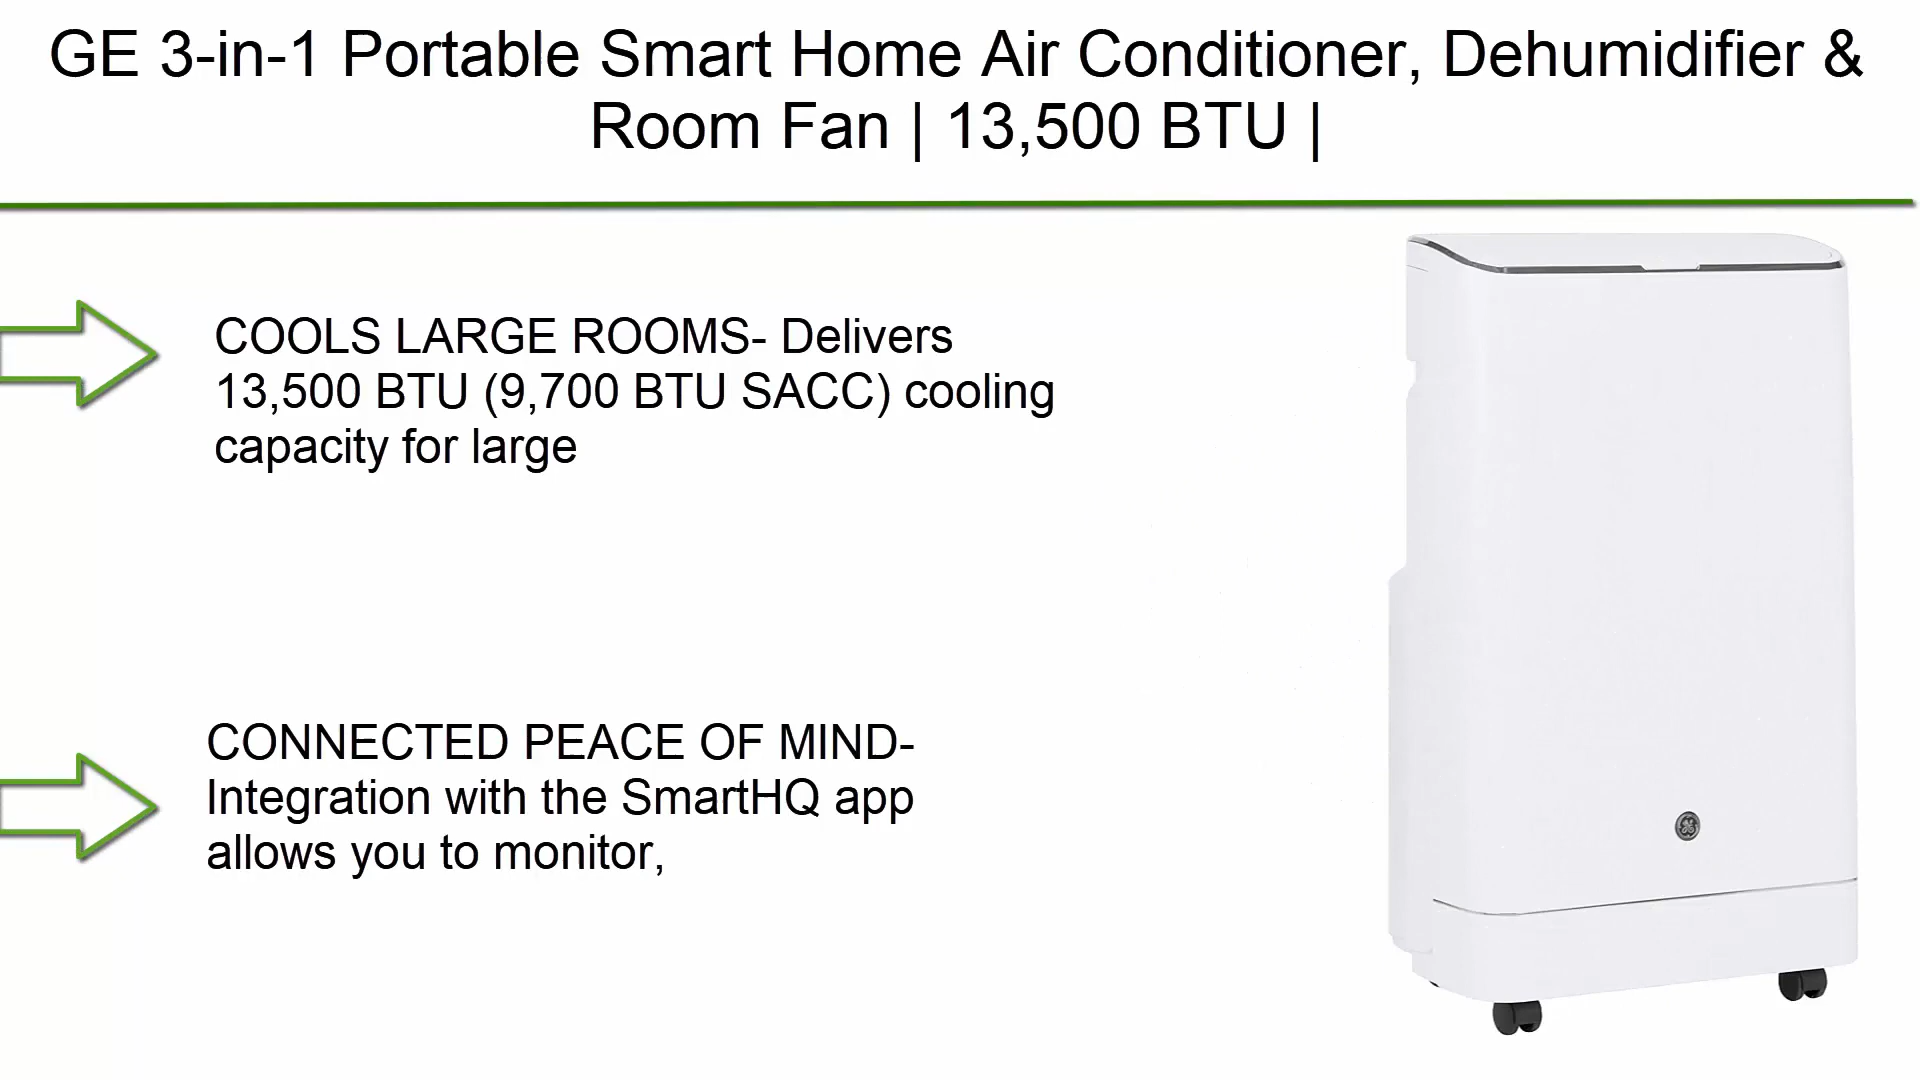 GE 3-in-1 Portable Smart Home Air Conditioner, Dehumidifier &
Room Fan | 13,500 BTU |
COOLS LARGE ROOMS- Delivers
13,500 BTU (9,700 BTU SACC) cooling
capacity for large
CONNECTED PEACE OF MIND-
Integration with the SmartHQ app
allows you to monitor,